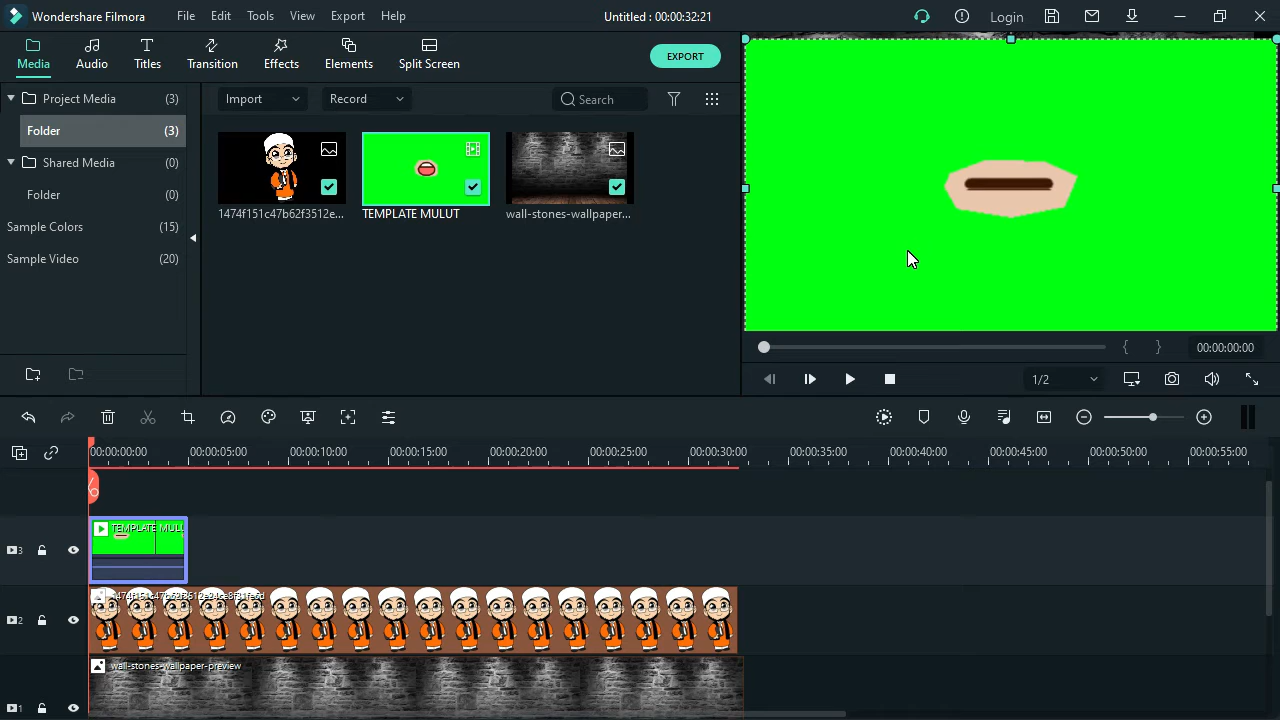 Wondershare Filmora File Edit Tools View Export Help Untitled : 00:00:32:21 Login
Media Audio Titles Transition Effects Elements Split Screen EXPORT
Project Media (3)
Folder (3)
Shared Media (0)
Folder (0)
Sample Colors (15)
Sample Video (20)
Import Record Search
1474f151c47b62f3512e... TEMPLATE MULUT wall-stones-wallpaper...
00:00:00:00
1/2
00:00:00:00 00:00:05:00 00:00:10:00 00:00:15:00 00:00:20:00 00:00:25:00 00:00:30:00 00:00:35:00 00:00:40:00 00:00:45:00 00:00:50:00 00:00:55:00
3 TEMPLATE MUL
2
1 wall-stones-wallpaper-preview